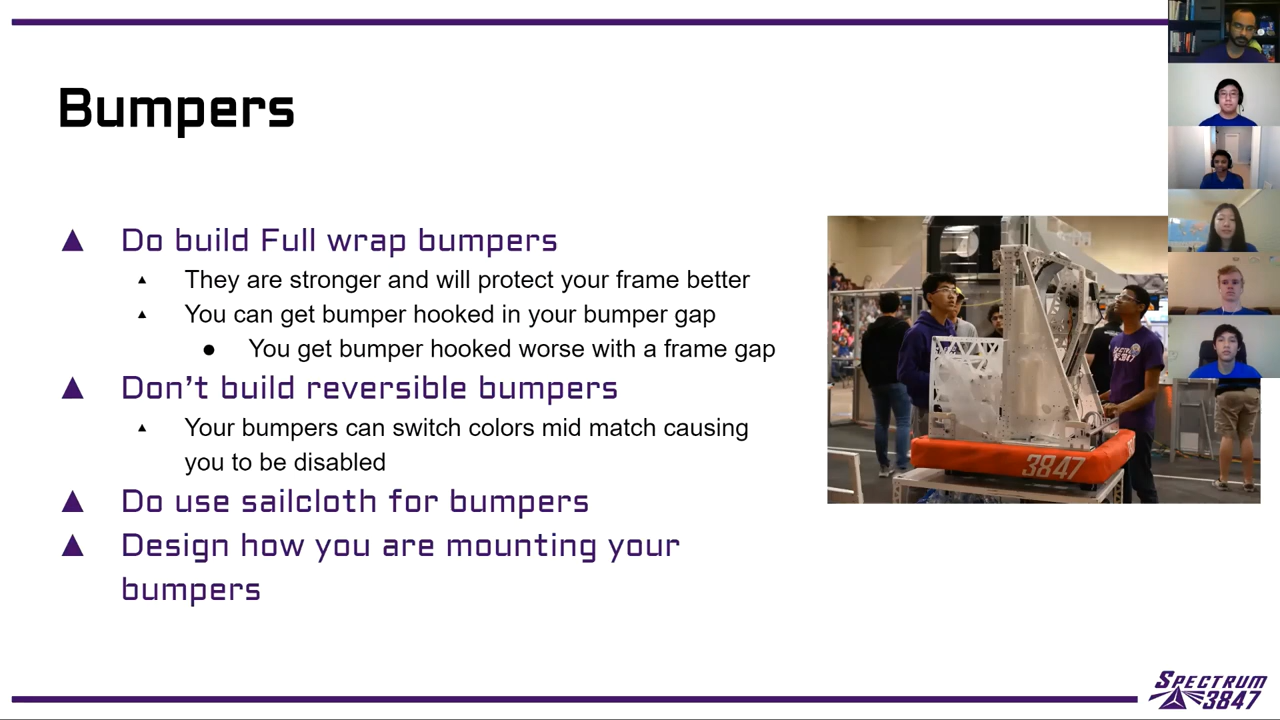 Bumpers
▲ Do build Full wrap bumpers
▲ They are stronger and will protect your frame better
▲ You can get bumper hooked in your bumper gap
● You get bumper hooked worse with a frame gap
▲ Don't build reversible bumpers
▲ Your bumpers can switch colors mid match causing
you to be disabled
▲ Do use sailcloth for bumpers
▲ Design how you are mounting your
bumpers
3847
SPECTRUM
3847